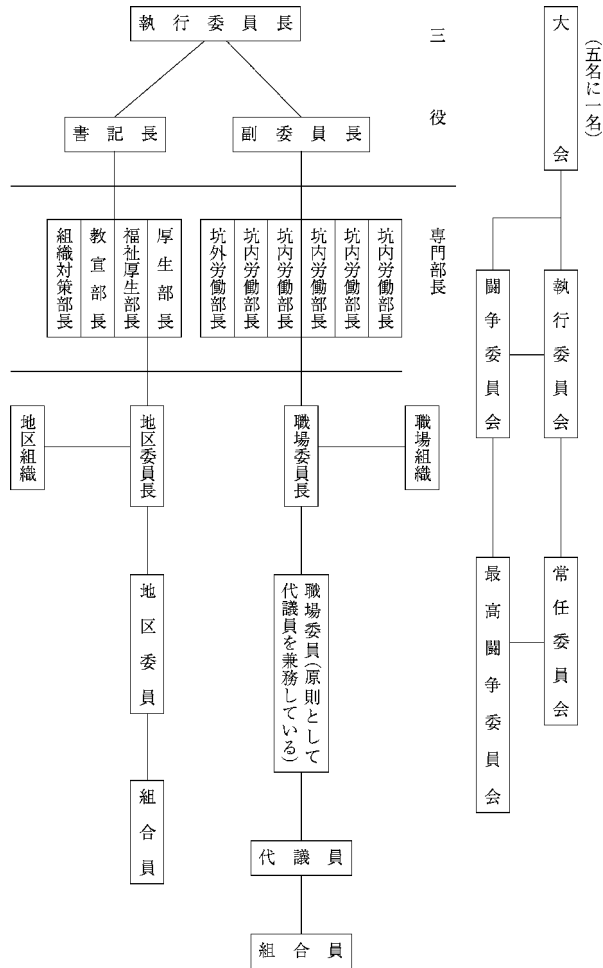 大会
(五名に一名)
執行委員会
闘争委員会
常任委員会
最高闘争委員会
三役
執行委員長
副委員長
書記長
専門部長
坑内労働部長
坑内労働部長
坑内労働部長
坑内労働部長
坑内労働部長
坑外労働部長
厚生部長
福祉厚生部長
教宣部長
組織対策部長
職場組織
職場委員長
地区委員長
地区組織
職場委員(原則として
代議員を兼務している)
地区委員
代議員
組合員
組合員